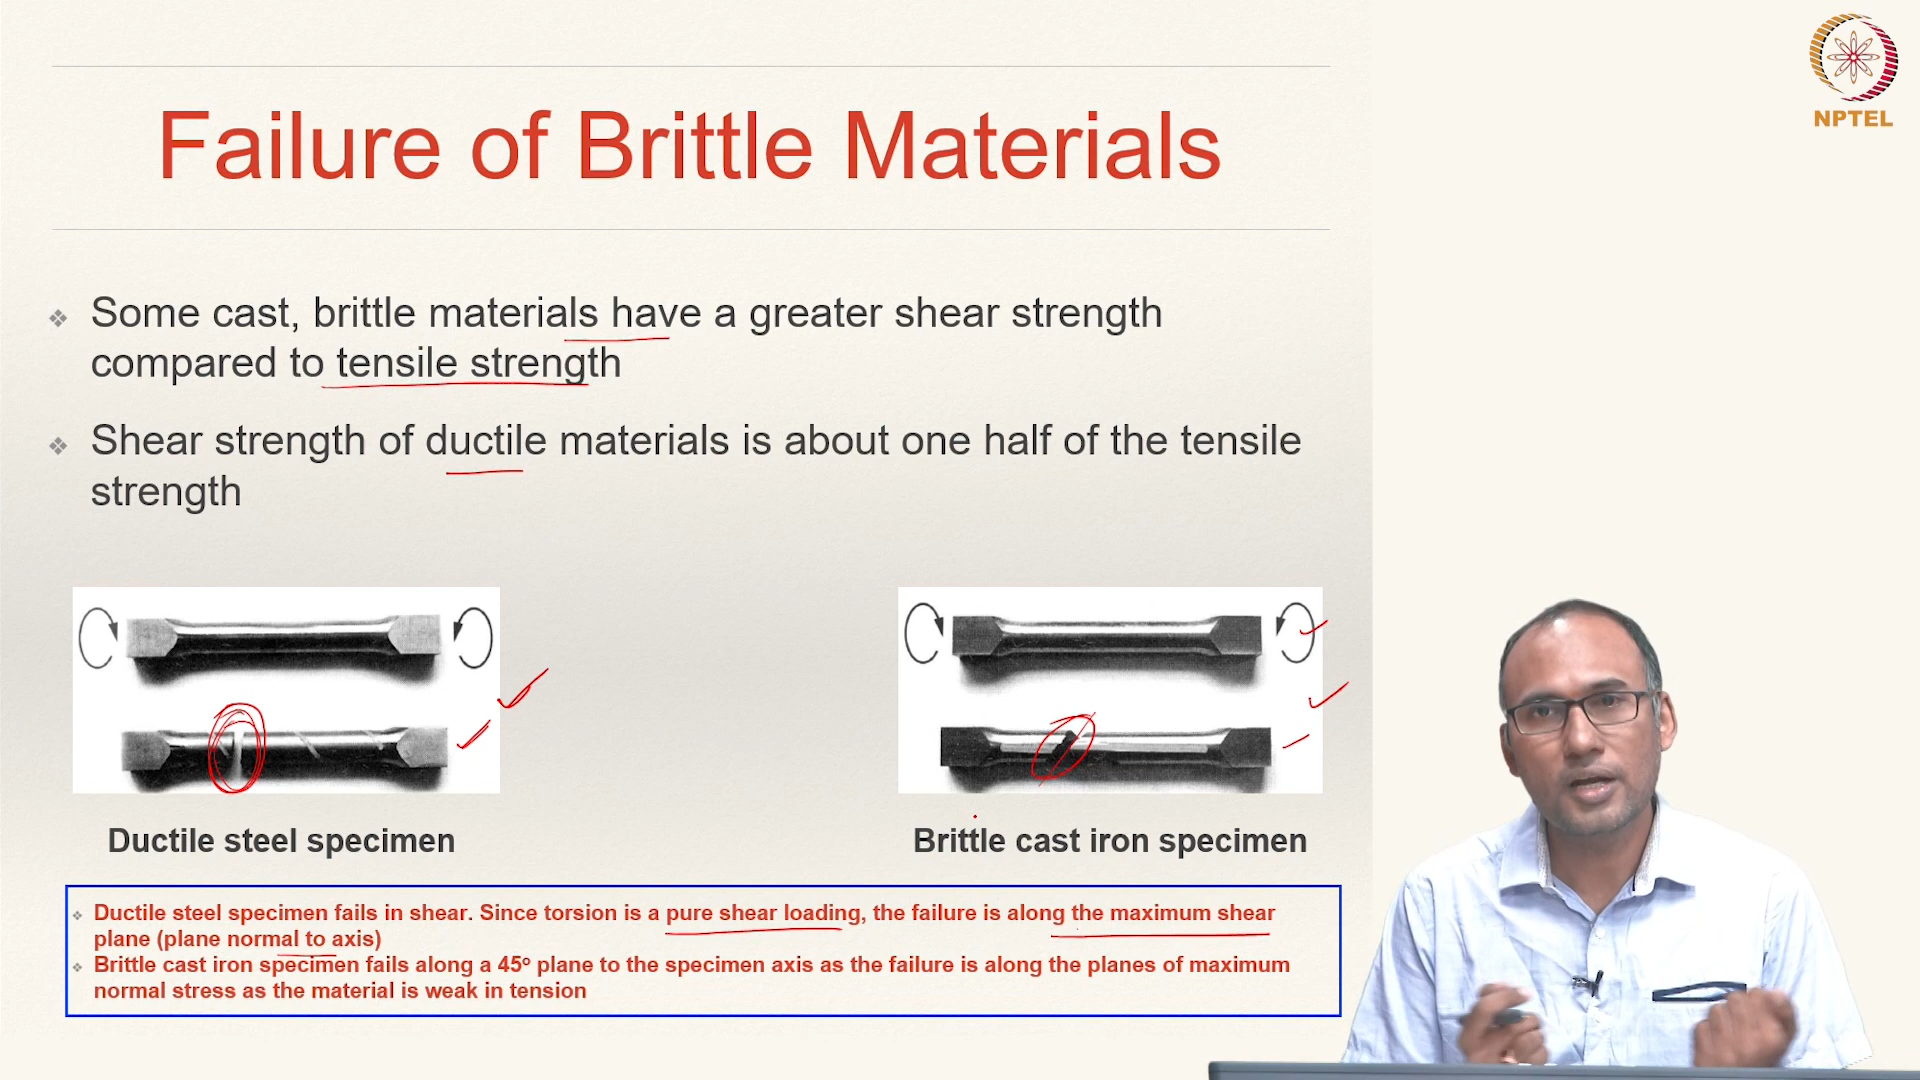 NPTEL
Failure of Brittle Materials
❖ Some cast, brittle materials have a greater shear strength
compared to tensile strength
❖ Shear strength of ductile materials is about one half of the tensile
strength
Ductile steel specimen
Brittle cast iron specimen
❖ Ductile steel specimen fails in shear. Since torsion is a pure shear loading, the failure is along the maximum shear
plane (plane normal to axis)
❖ Brittle cast iron specimen fails along a 45º plane to the specimen axis as the failure is along the planes of maximum
normal stress as the material is weak in tension